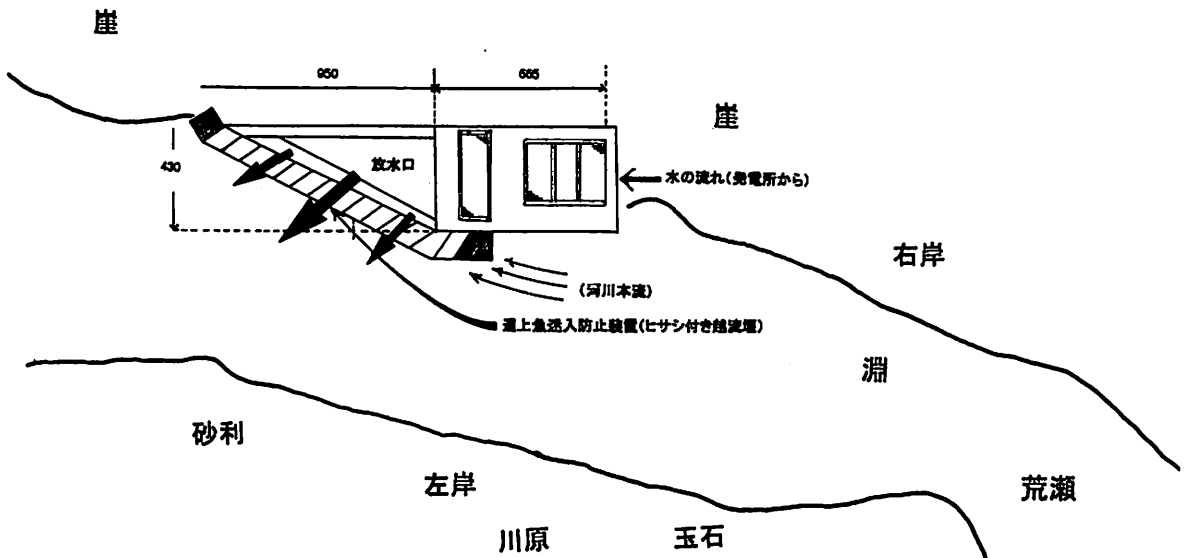 崖
950
665
崖
430
放水口
水の流れ(発電所から)
右岸
(河川本流)
遡上魚迷入防止装置(ヒサシ付き越流堰)
淵
砂利
左岸
荒瀬
川原
玉石